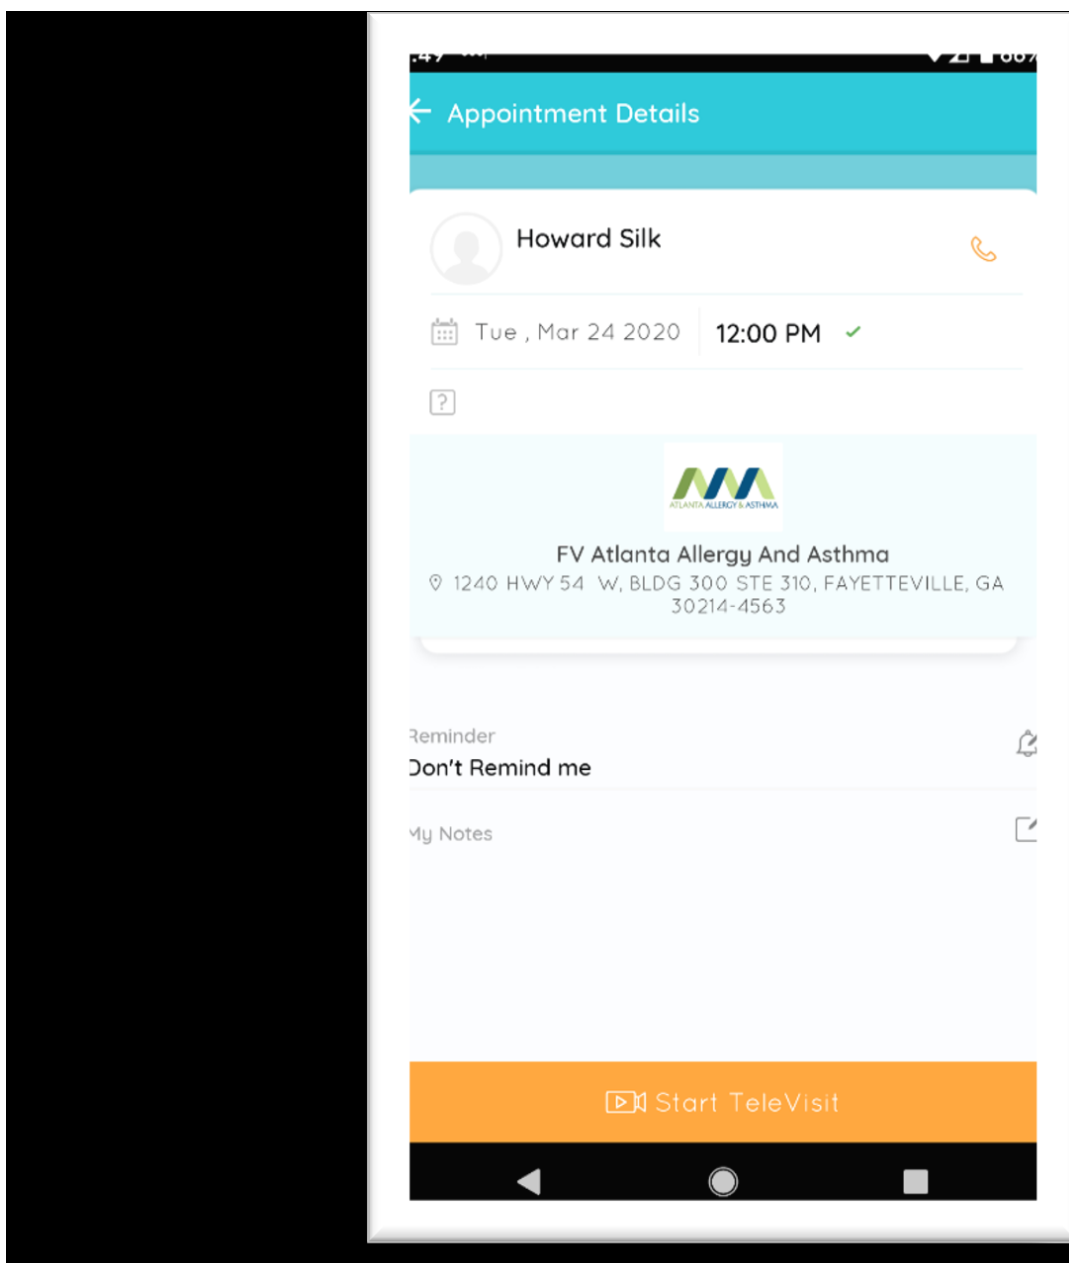 Appointment Details
Howard Silk
Tue , Mar 24 2020 12:00 PM
?
ATLANTA ALLERGY & ASTHMA
FV Atlanta Allergy And Asthma
1240 HWY 54 W, BLDG 300 STE 310, FAYETTEVILLE, GA
30214-4563
Reminder
Don't Remind me
My Notes
Start TeleVisit